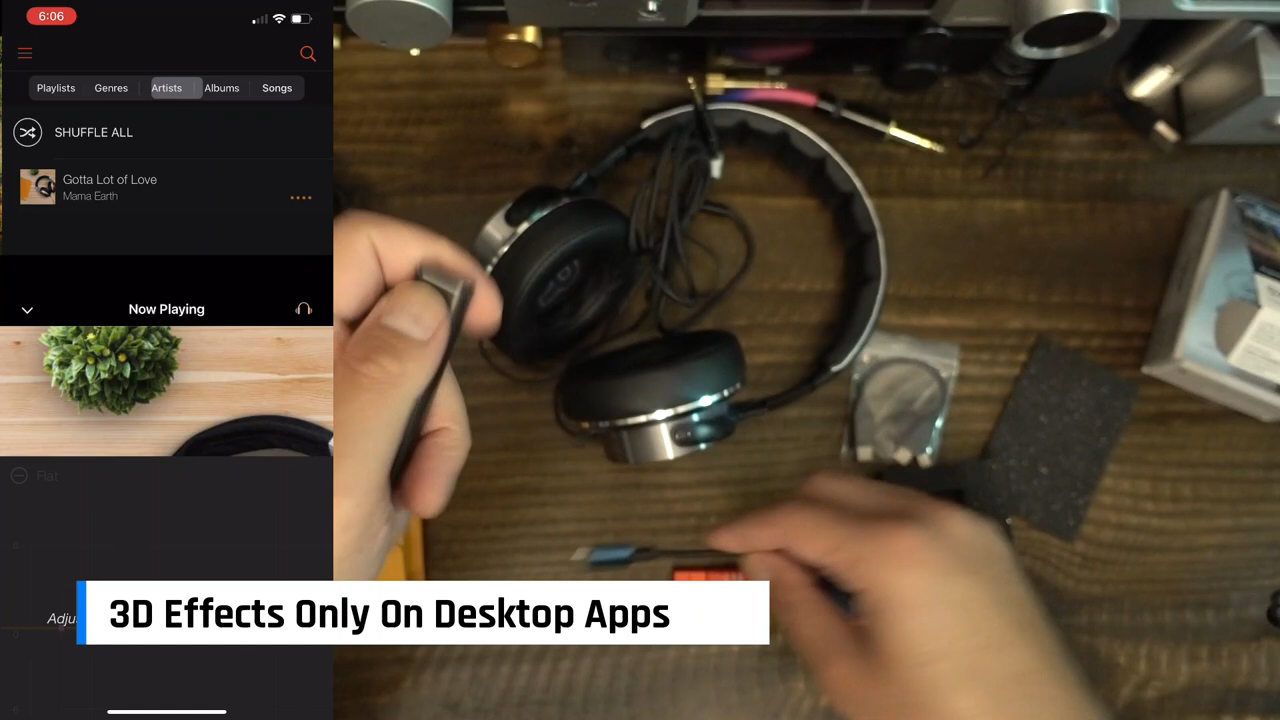 6:06
Playlists Genres Artists Albums Songs
SHUFFLE ALL
Gotta Lot of Love
Mama Earth
Now Playing
Flat
3D Effects Only On Desktop Apps